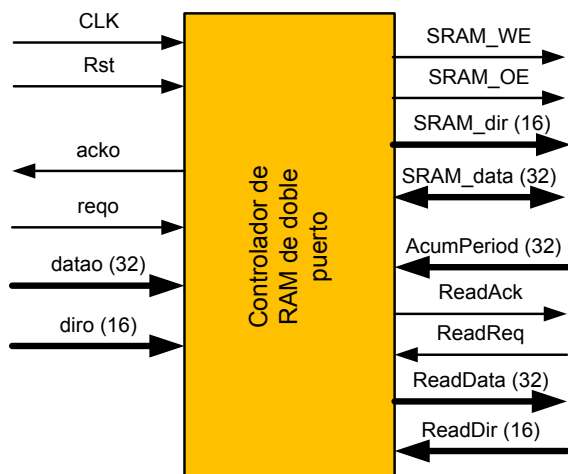 CLK
Rst
acko
reqo
datao (32)
diro (16)
Controlador de
RAM de doble
puerto
SRAM_WE
SRAM_OE
SRAM_dir (16)
SRAM_data (32)
AcumPeriod (32)
ReadAck
ReadReq
ReadData (32)
ReadDir (16)